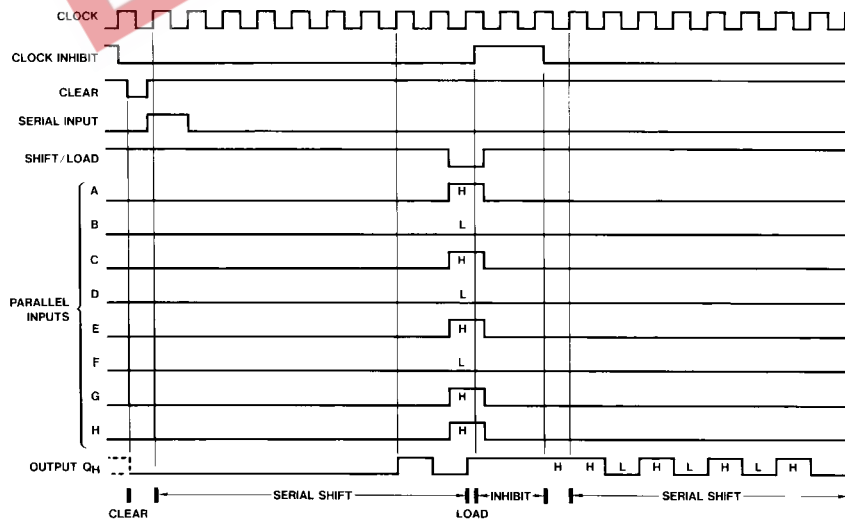 CLOCK
CLOCK INHIBIT
CLEAR
SERIAL INPUT
SHIFT/LOAD
PARALLEL INPUTS
A H
B L
C H
D L
E H
F L
G H
H H
OUTPUT QH H H L H L H L H
SERIAL SHIFT INHIBIT SERIAL SHIFT
CLEAR LOAD